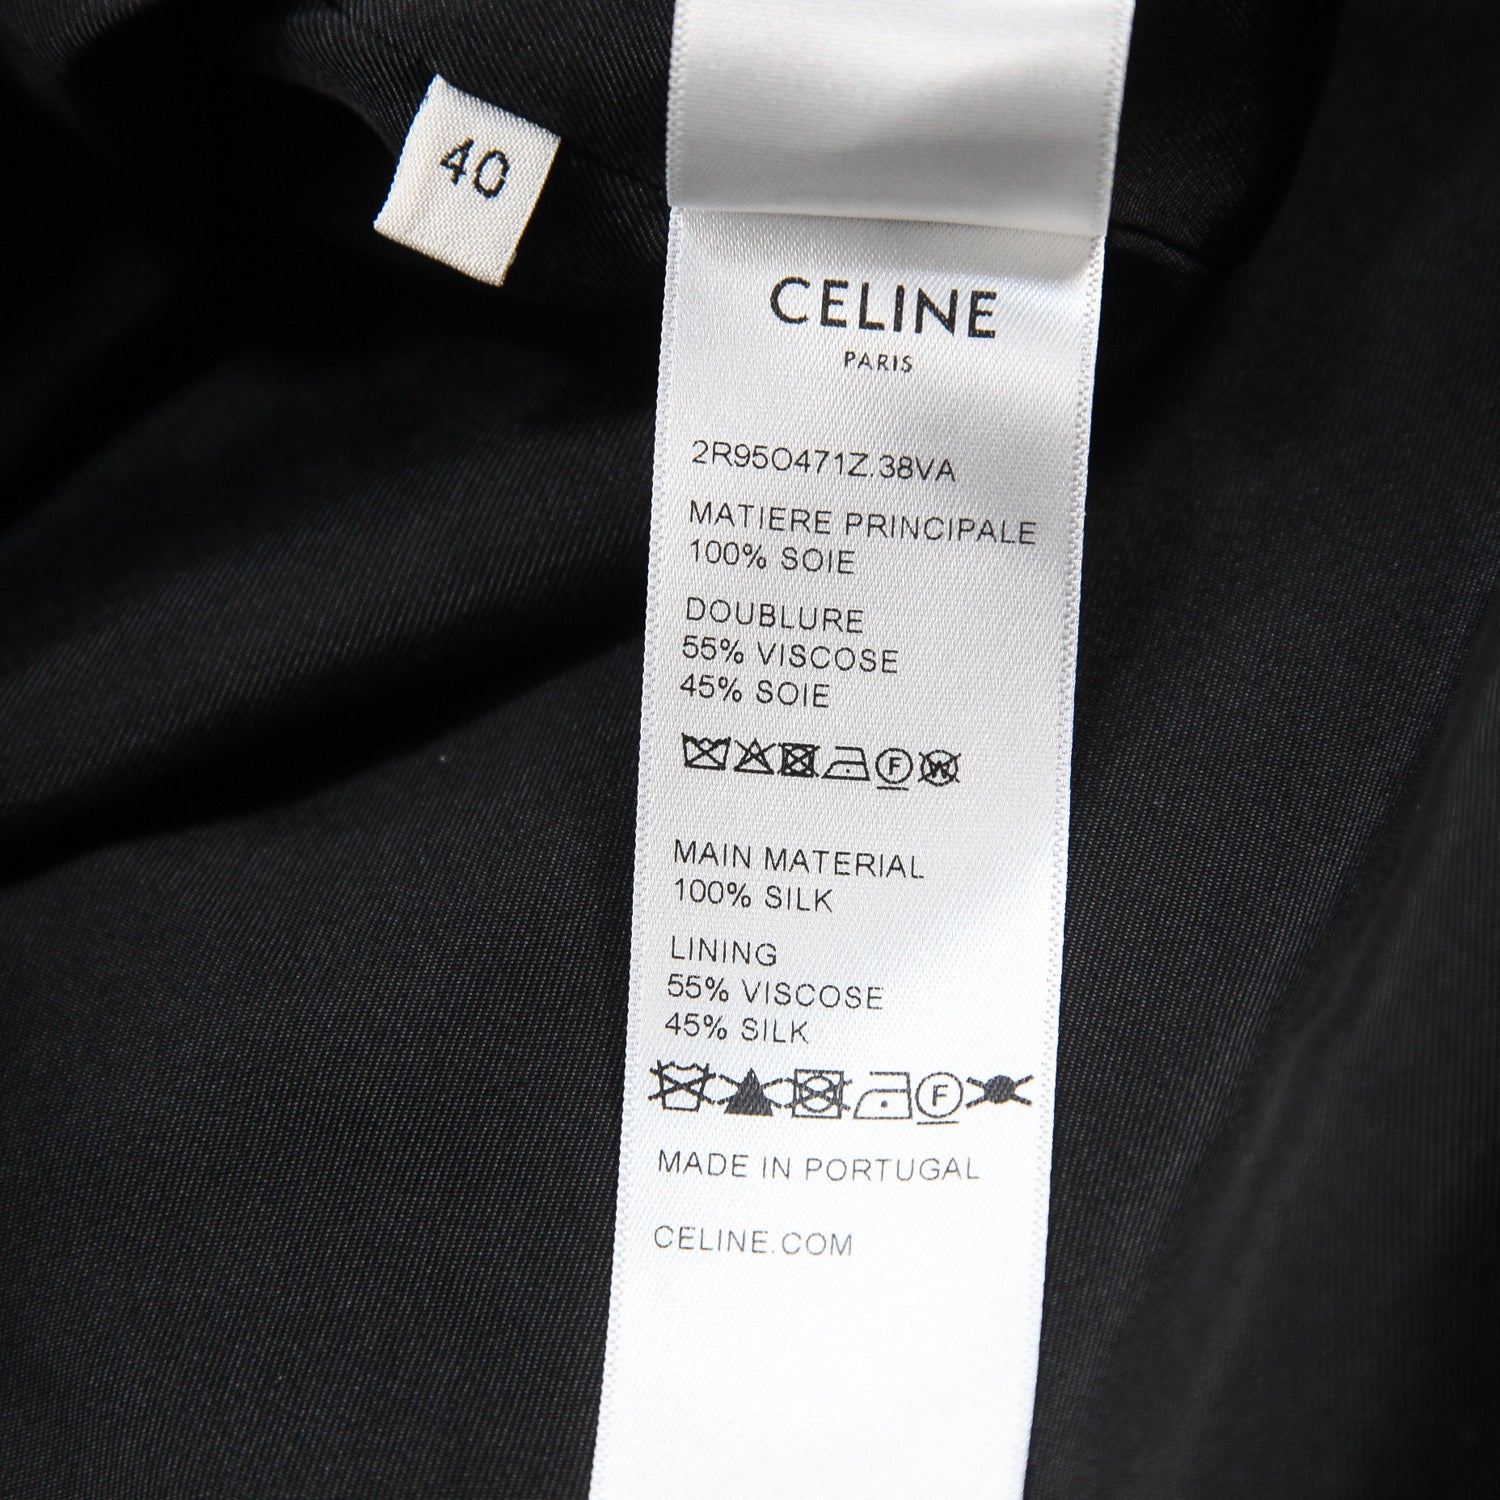 40
CELINE
PARIS
2R95O471Z.38VA
MATIERE PRINCIPALE
100% SOIE
DOUBLURE
55% VISCOSE
45% SOIE
F W
MAIN MATERIAL
100% SILK
LINING
55% VISCOSE
45% SILK
F
MADE IN PORTUGAL
CELINE.COM